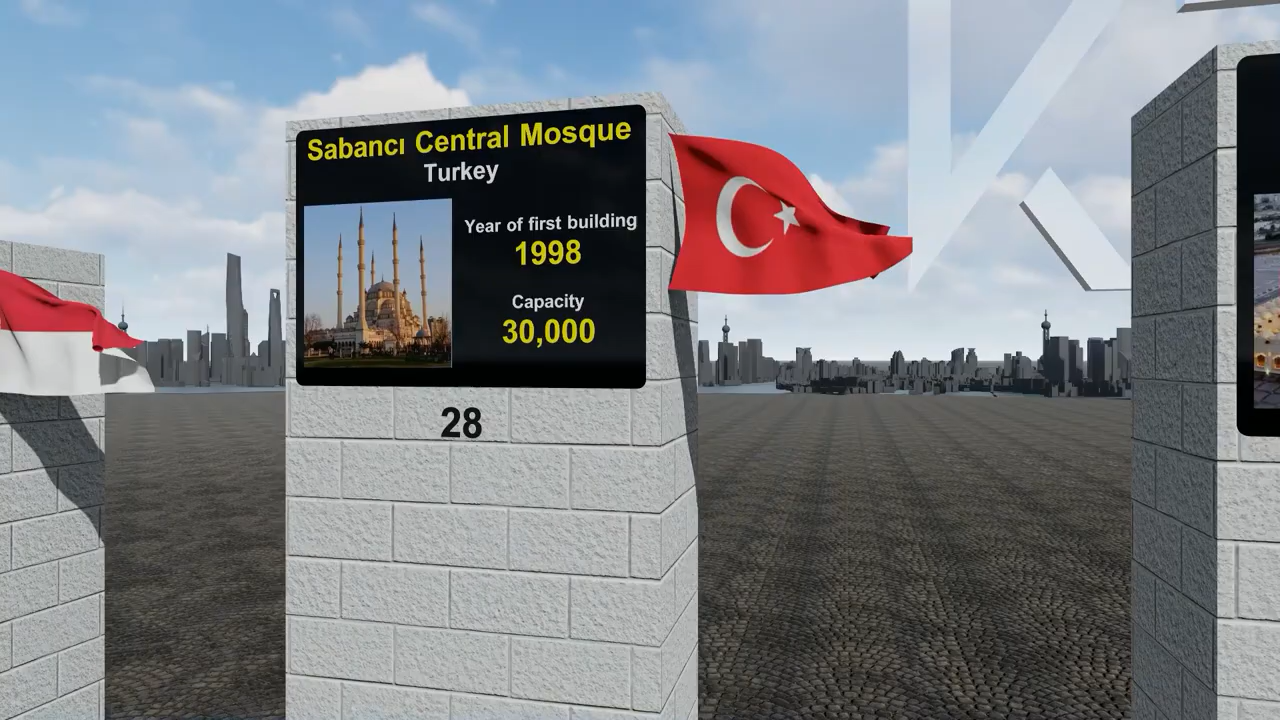 Sabancı Central Mosque
Turkey
Year of first building
1998
Capacity
30,000
28
K